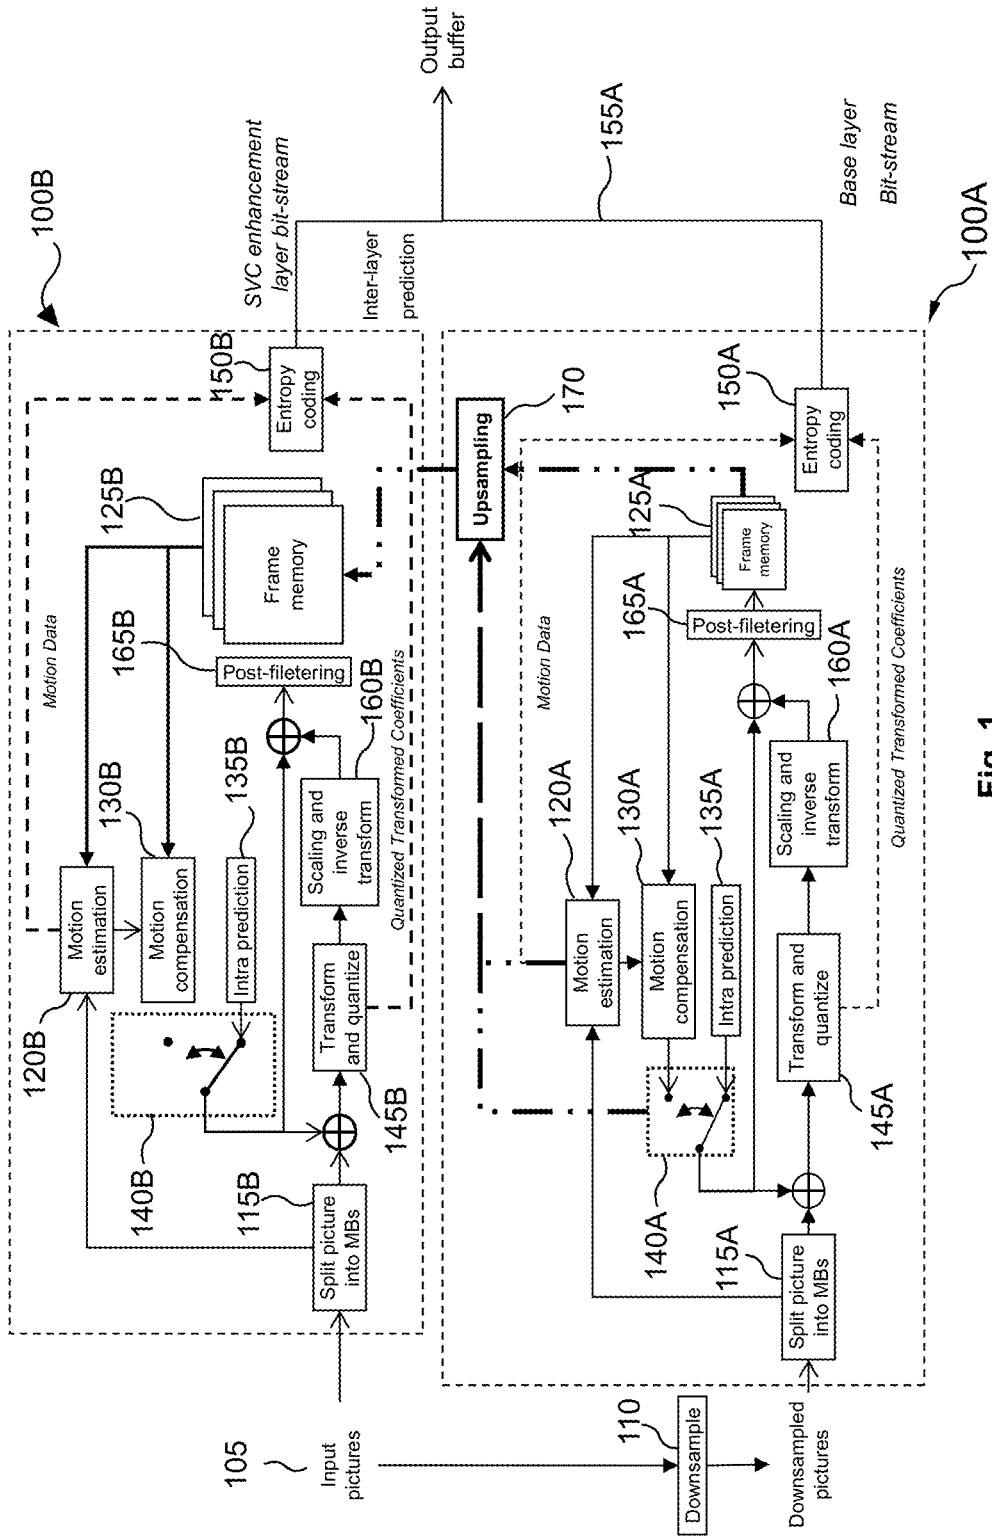 100B
SVC enhancement
layer bit-stream
Inter-layer
prediction
Output
buffer
155A
Base layer
Bit-stream
100A
Motion Data
120B
Motion
estimation
130B
Motion
compensation
135B
Intra prediction
140B
125B
Frame
memory
165B
Post-filetering
150B
Entropy
coding
160B
Scaling and
inverse
transform
Quantized Transformed Coefficients
Transform
and quantize
145B
115B
Split picture
into MBs
105
Input
pictures
110
Downsample
Downsampled
pictures
170
Upsampling
Motion Data
120A
Motion
estimation
130A
Motion
compensation
135A
Intra prediction
140A
125A
Frame
memory
165A
Post-filetering
150A
Entropy
coding
160A
Scaling and
inverse
transform
Quantized Transformed Coefficients
Transform and
quantize
145A
115A
Split picture
into MBs
Fig. 1